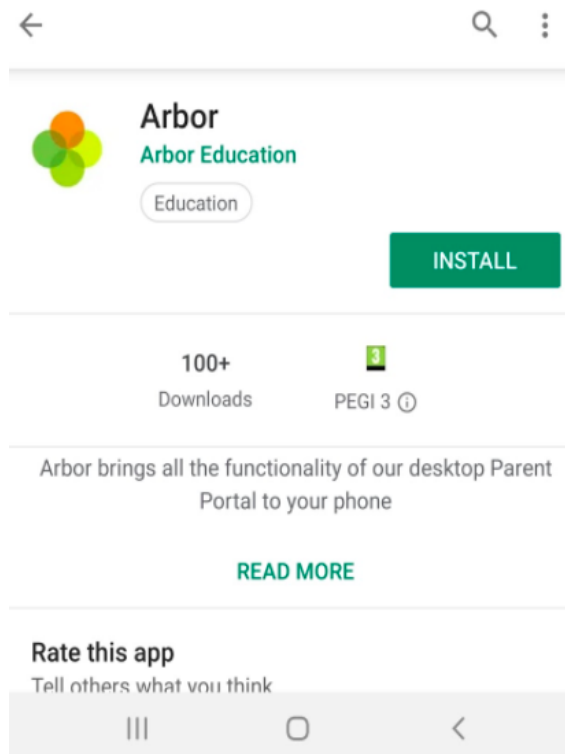 Arbor
Arbor Education
Education
INSTALL
100+
Downloads
3
PEGI 3
Arbor brings all the functionality of our desktop Parent
Portal to your phone
READ MORE
Rate this app
Tell others what you think